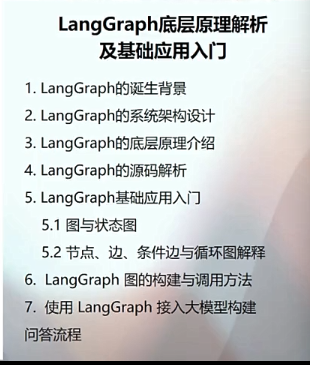 LangGraph底层原理解析
及基础应用入门
1. LangGraph的诞生背景
2. LangGraph的系统架构设计
3. LangGraph的底层原理介绍
4. LangGraph的源码解析
5. LangGraph基础应用入门
5.1 图与状态图
5.2 节点、边、条件边与循环图解释
6. LangGraph 图的构建与调用方法
7. 使用 LangGraph 接入大模型构建
问答流程